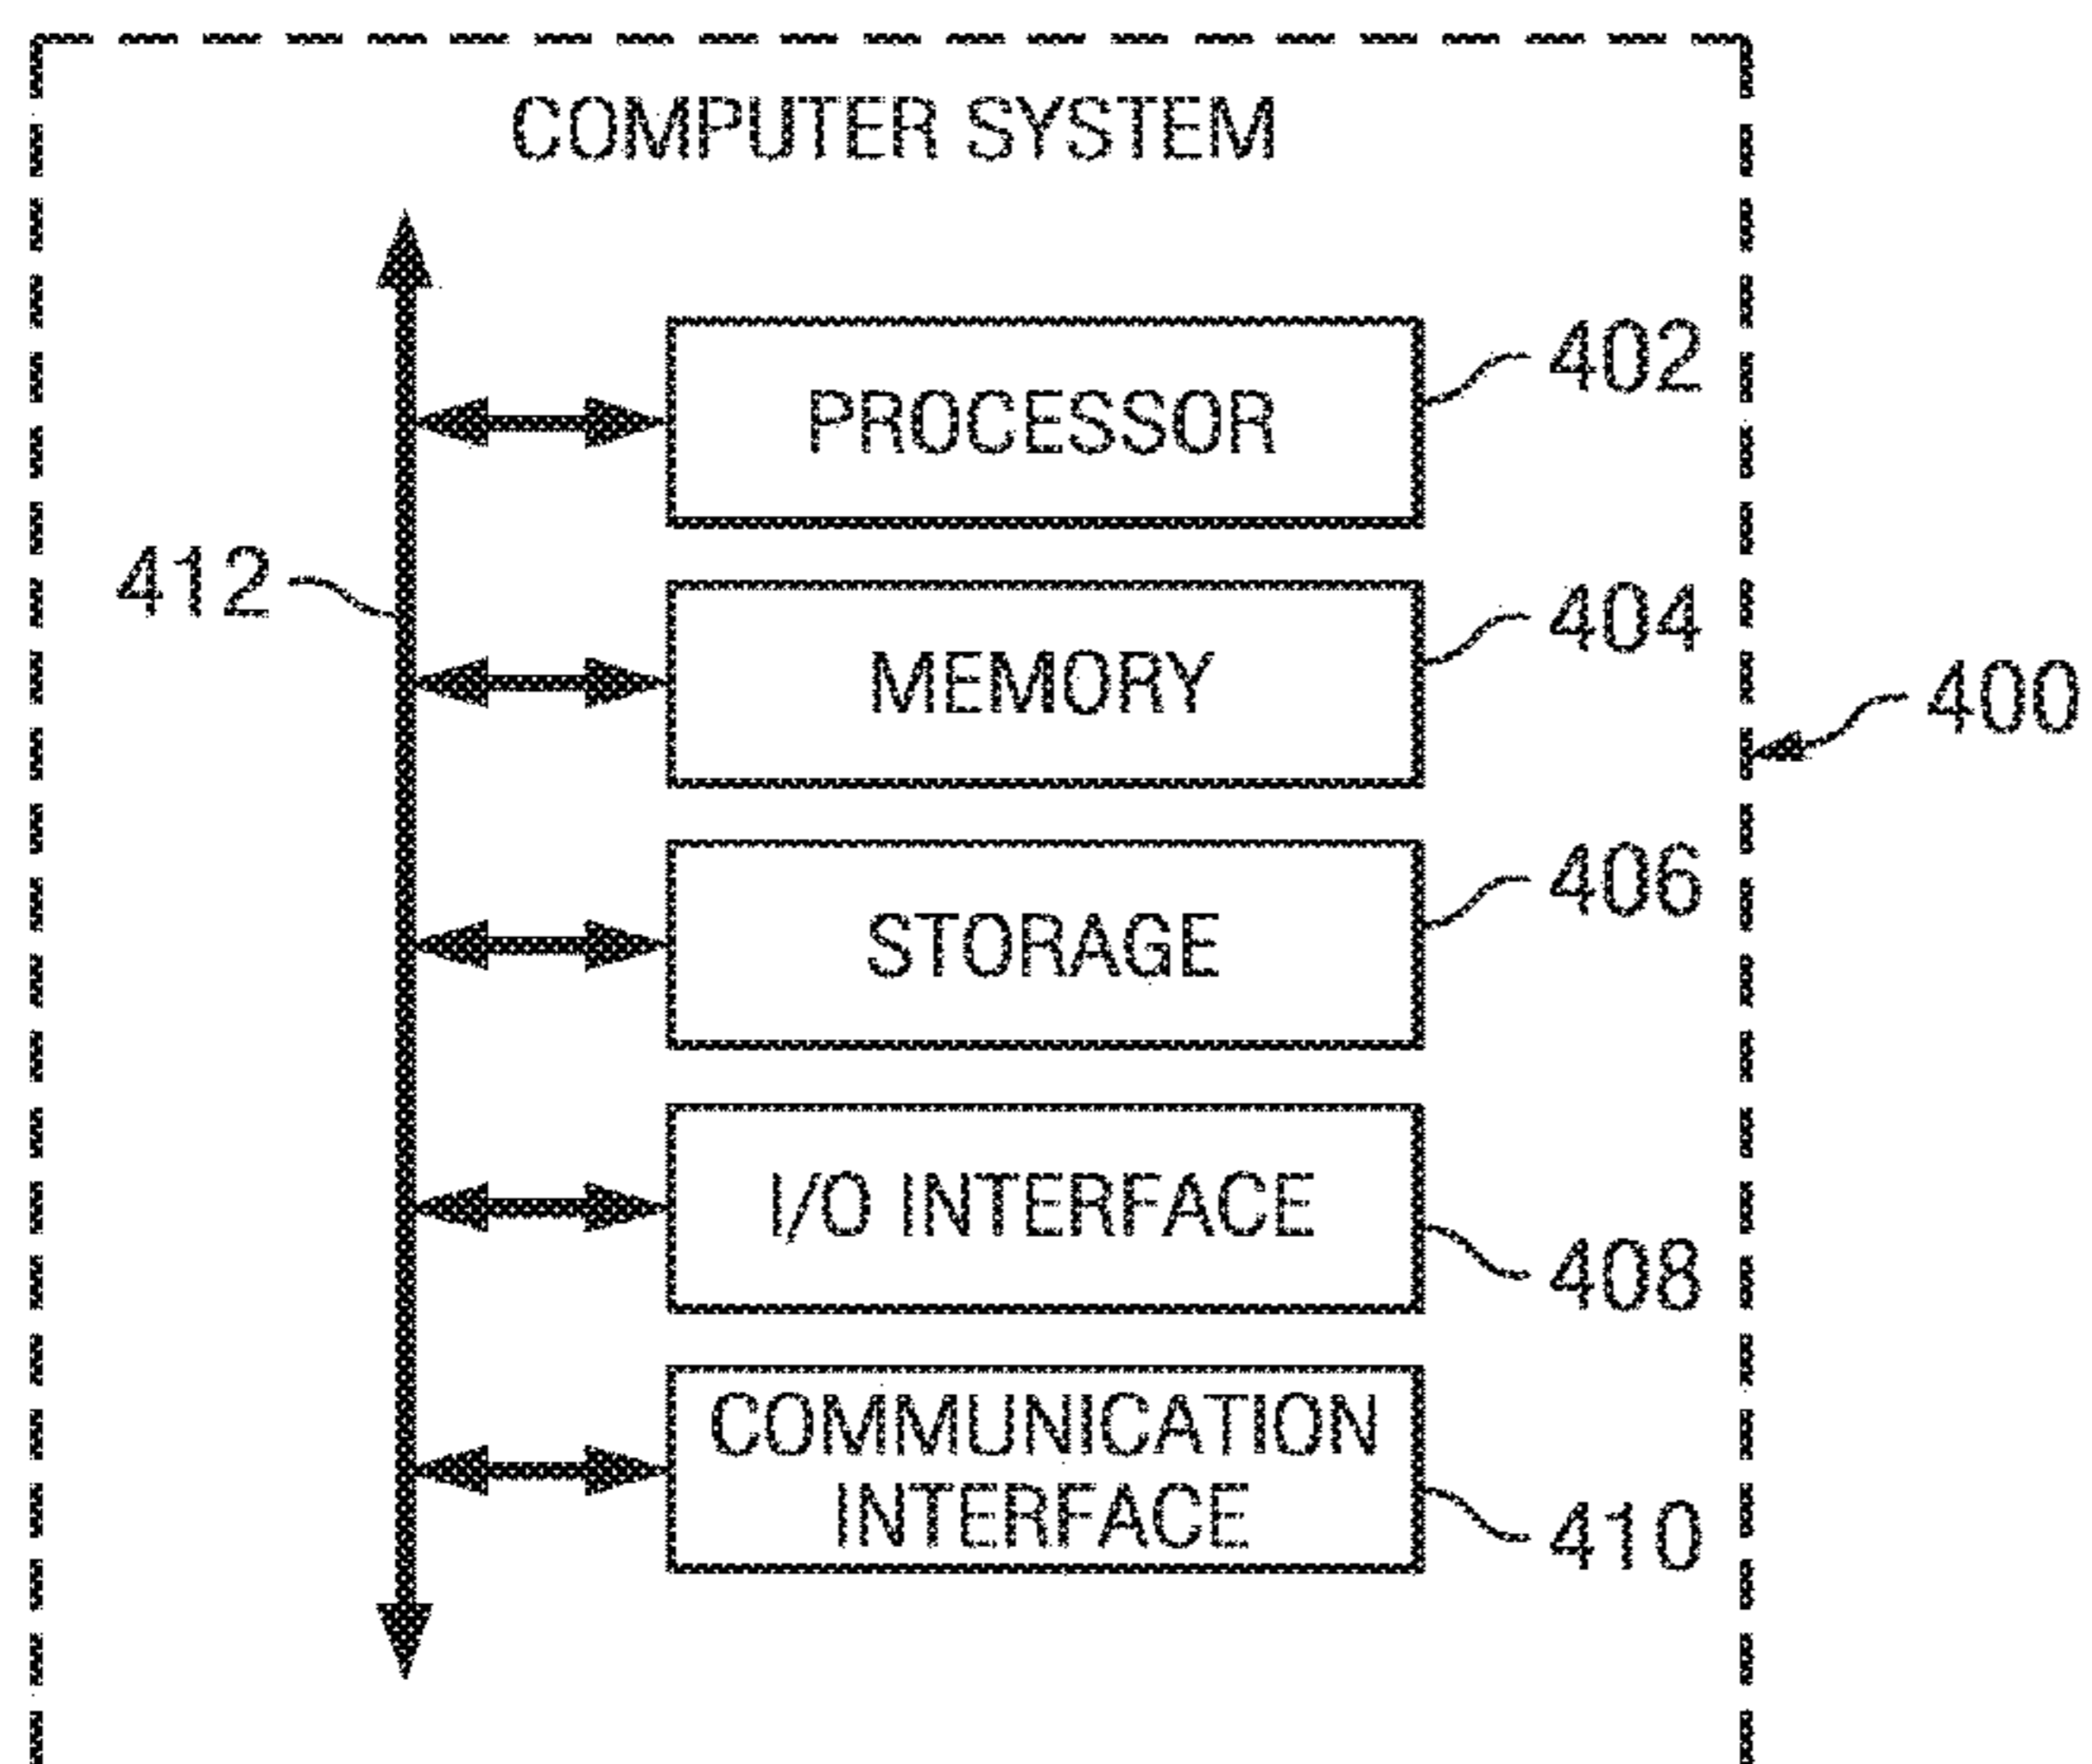 COMPUTER SYSTEM
402
PROCESSOR
412
404
MEMORY
400
406
STORAGE
I/O INTERFACE
408
COMMUNICATION
INTERFACE
410